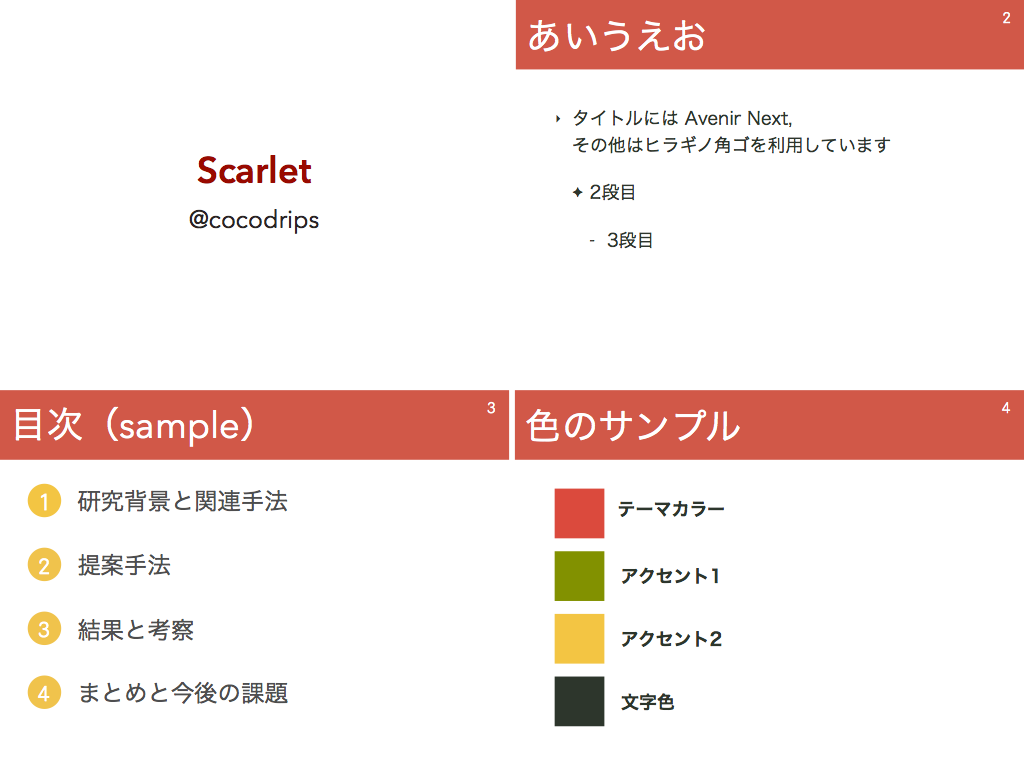 Scarlet
@cocodrips
あいうえお
2
‣ タイトルには Avenir Next,
その他はヒラギノ角ゴを利用しています
✦ 2段目
- 3段目
目次（sample）
3
1 研究背景と関連手法
2 提案手法
3 結果と考察
4 まとめと今後の課題
色のサンプル
4
テーマカラー
アクセント1
アクセント2
文字色